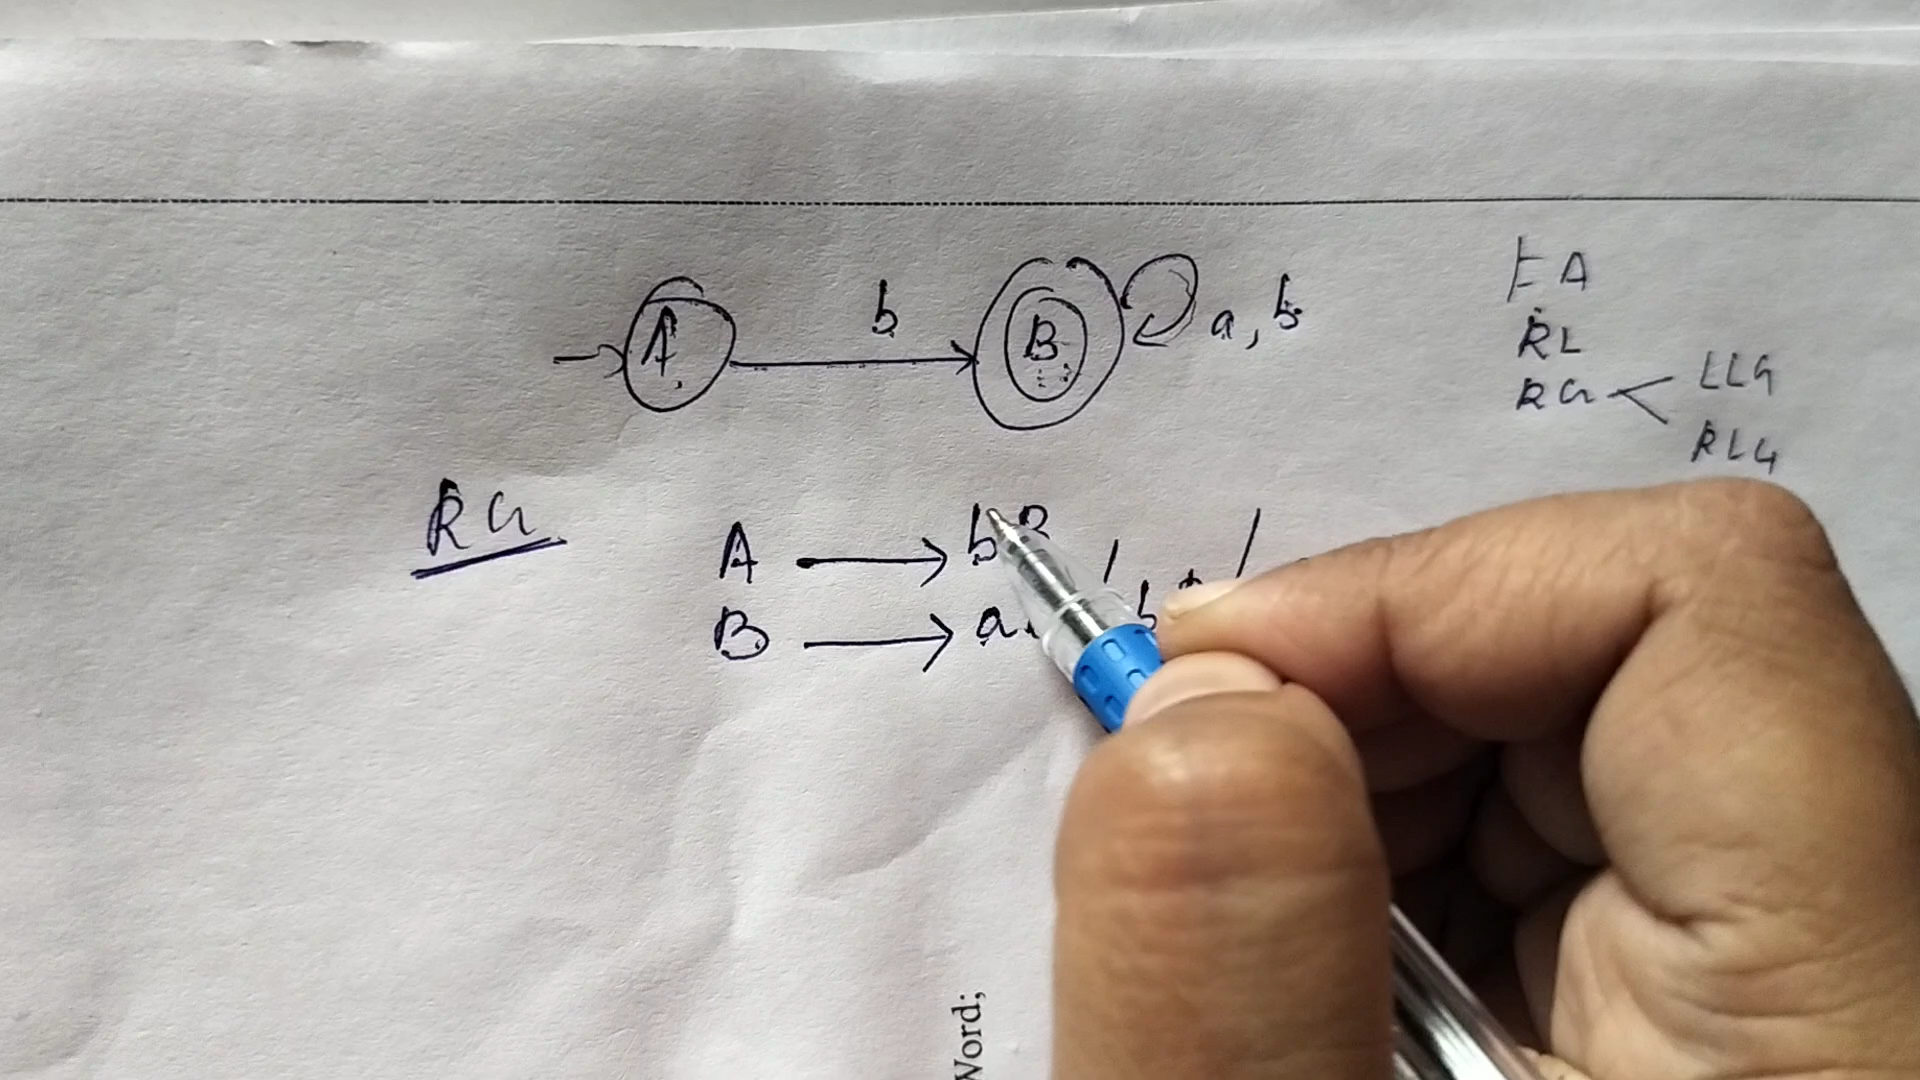 b
A
B
a, b
FA
RL
RG < LLG
RLG
RG
A → bB
B → a / b /
Word;